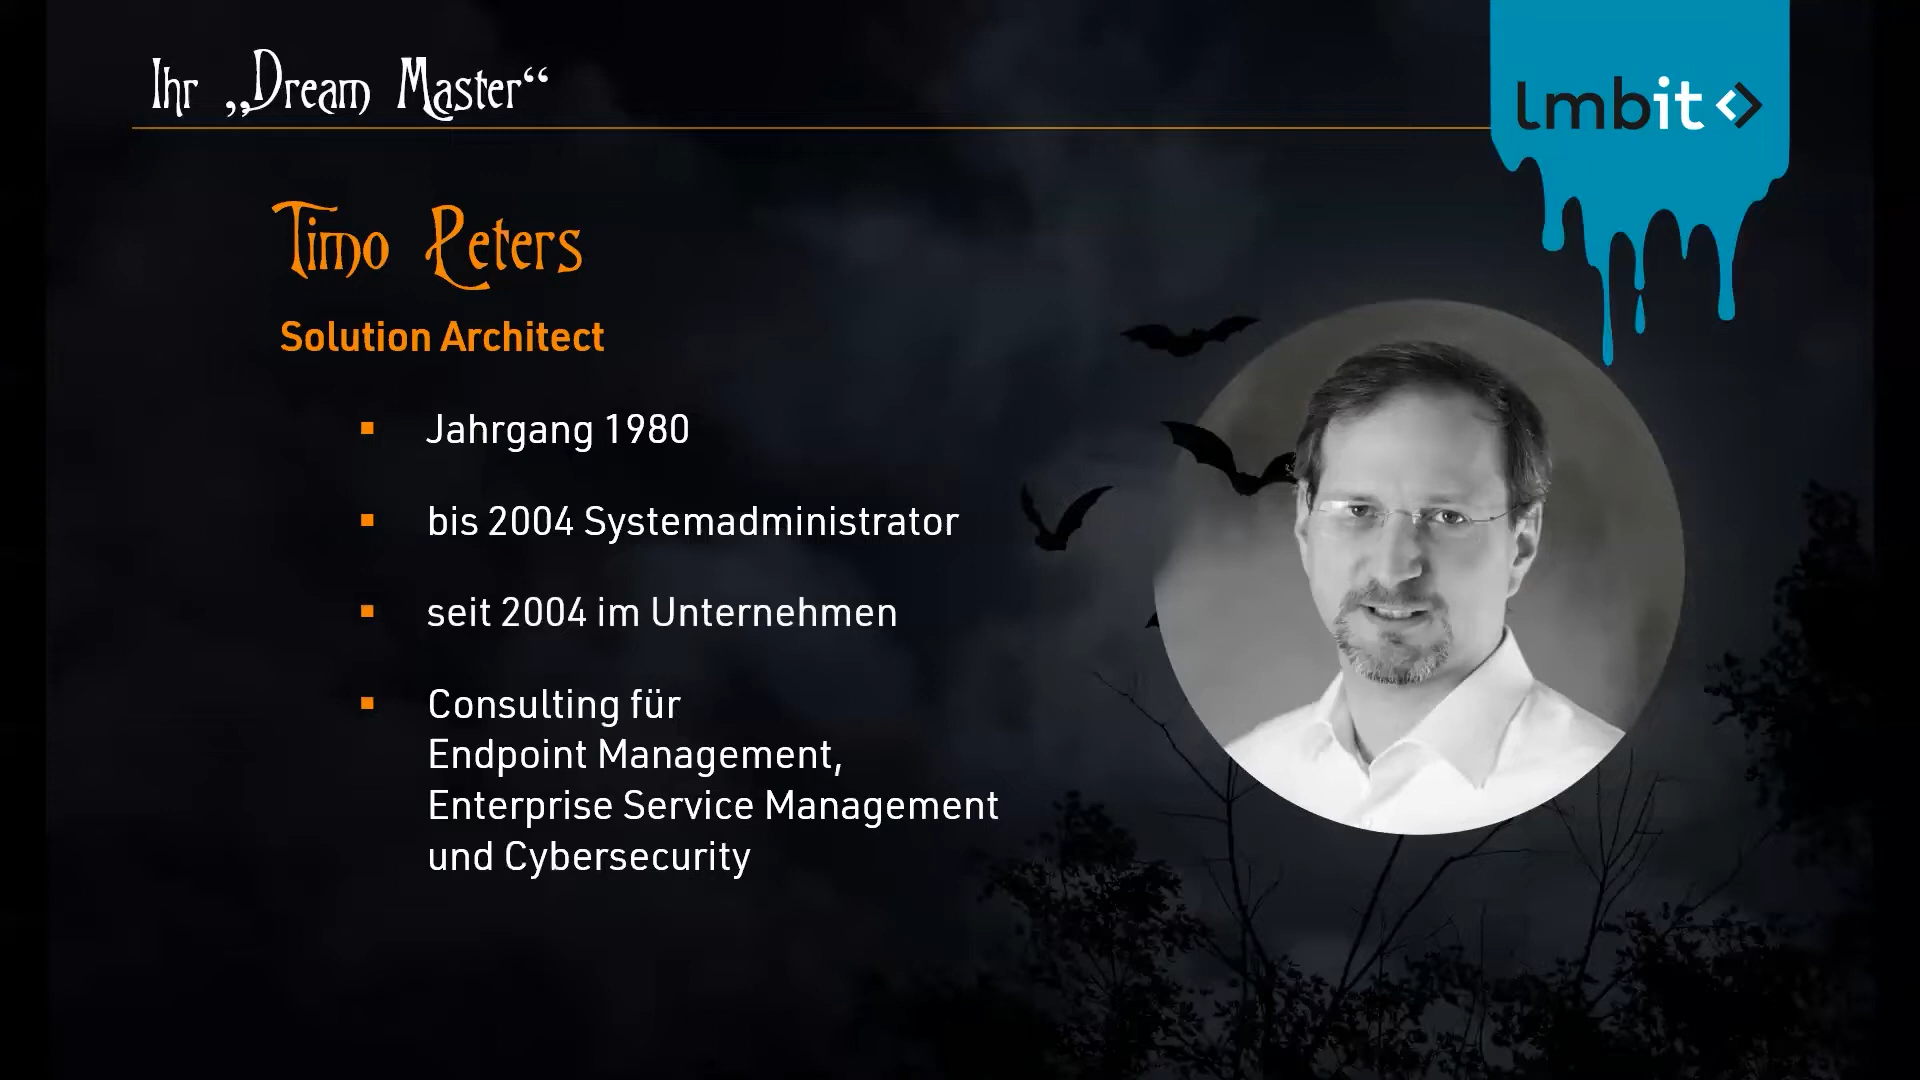 Ihr „Dream Master“
lmbit
Timo Peters
Solution Architect
Jahrgang 1980
bis 2004 Systemadministrator
seit 2004 im Unternehmen
Consulting für
Endpoint Management,
Enterprise Service Management
und Cybersecurity